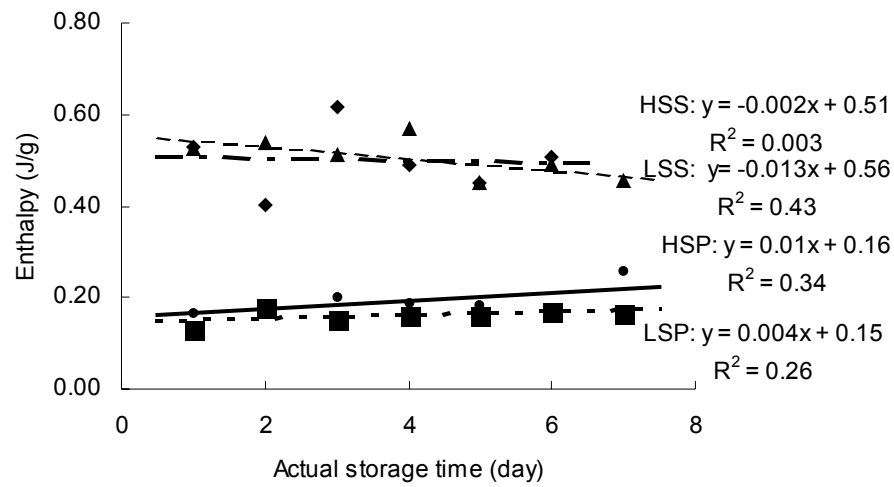 0.80
0.60
0.40
0.20
0.00
Enthalpy (J/g)
0 2 4 6 8
Actual storage time (day)
HSS: y = -0.002x + 0.51
R² = 0.003
LSS: y= -0.013x + 0.56
R² = 0.43
HSP: y = 0.01x + 0.16
R² = 0.34
LSP: y = 0.004x + 0.15
R² = 0.26